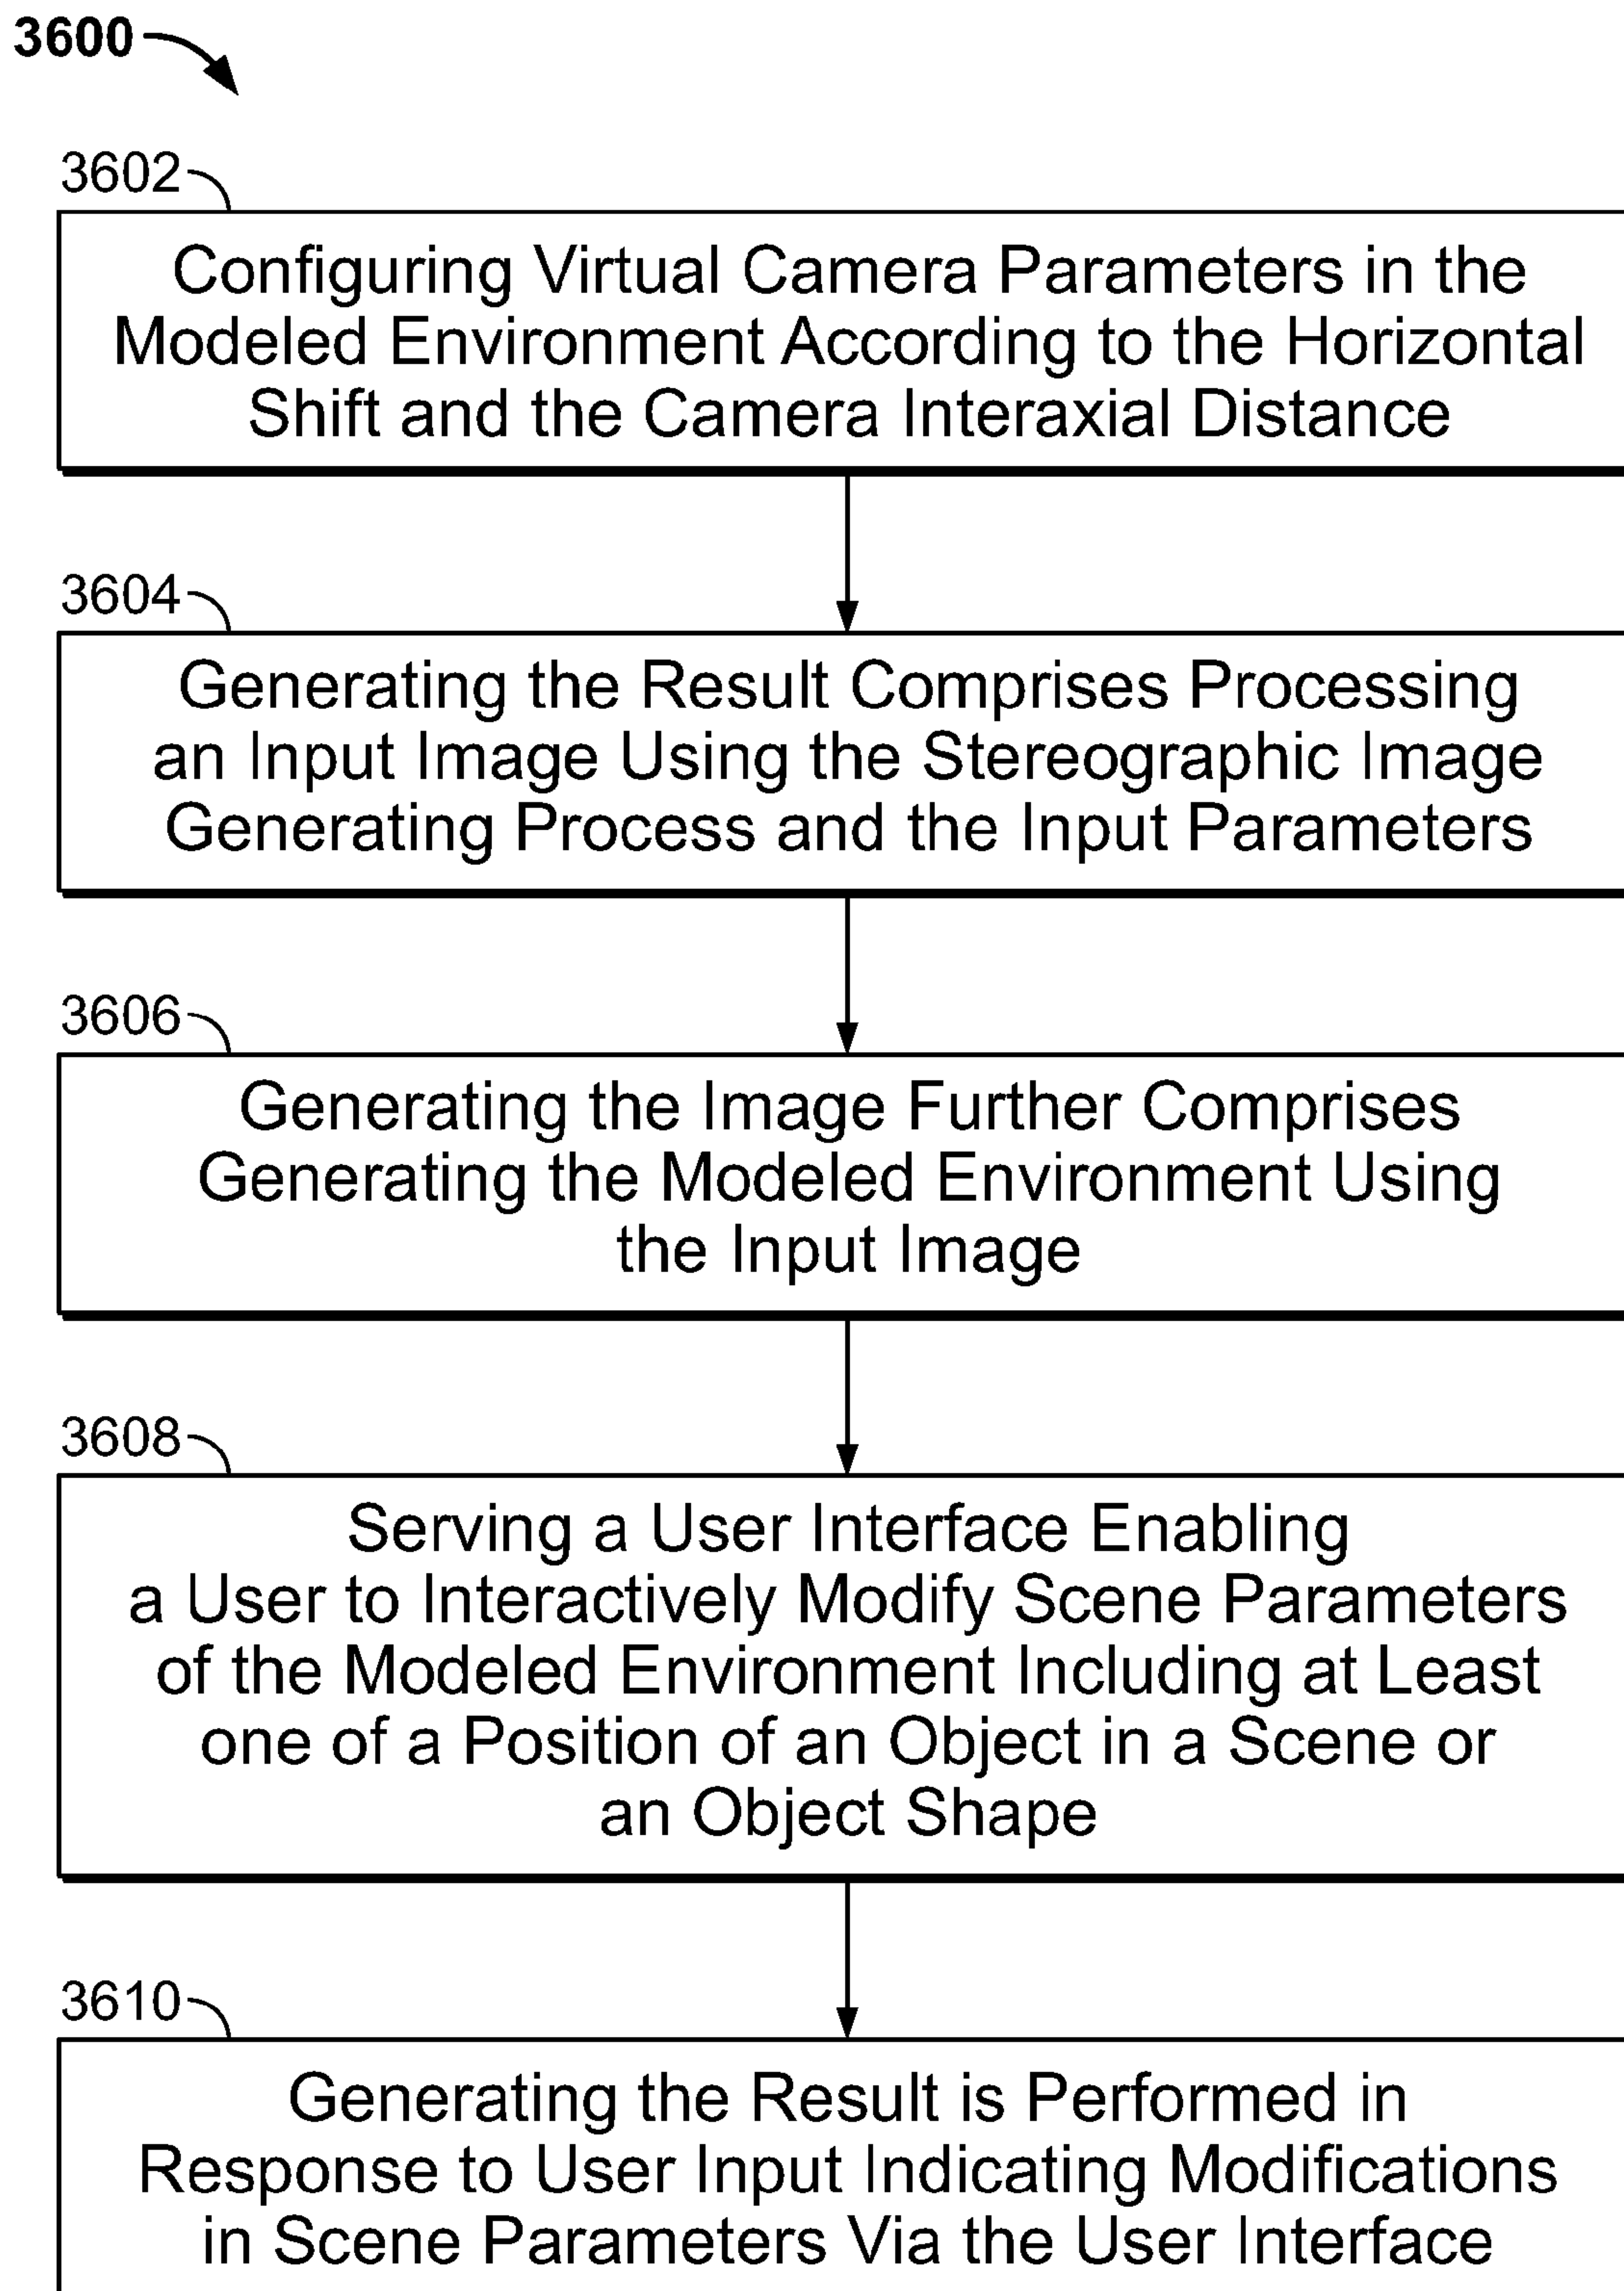 3600
3602
Configuring Virtual Camera Parameters in the
Modeled Environment According to the Horizontal
Shift and the Camera Interaxial Distance
3604
Generating the Result Comprises Processing
an Input Image Using the Stereographic Image
Generating Process and the Input Parameters
3606
Generating the Image Further Comprises
Generating the Modeled Environment Using
the Input Image
3608
Serving a User Interface Enabling
a User to Interactively Modify Scene Parameters
of the Modeled Environment Including at Least
one of a Position of an Object in a Scene or
an Object Shape
3610
Generating the Result is Performed in
Response to User Input Indicating Modifications
in Scene Parameters Via the User Interface